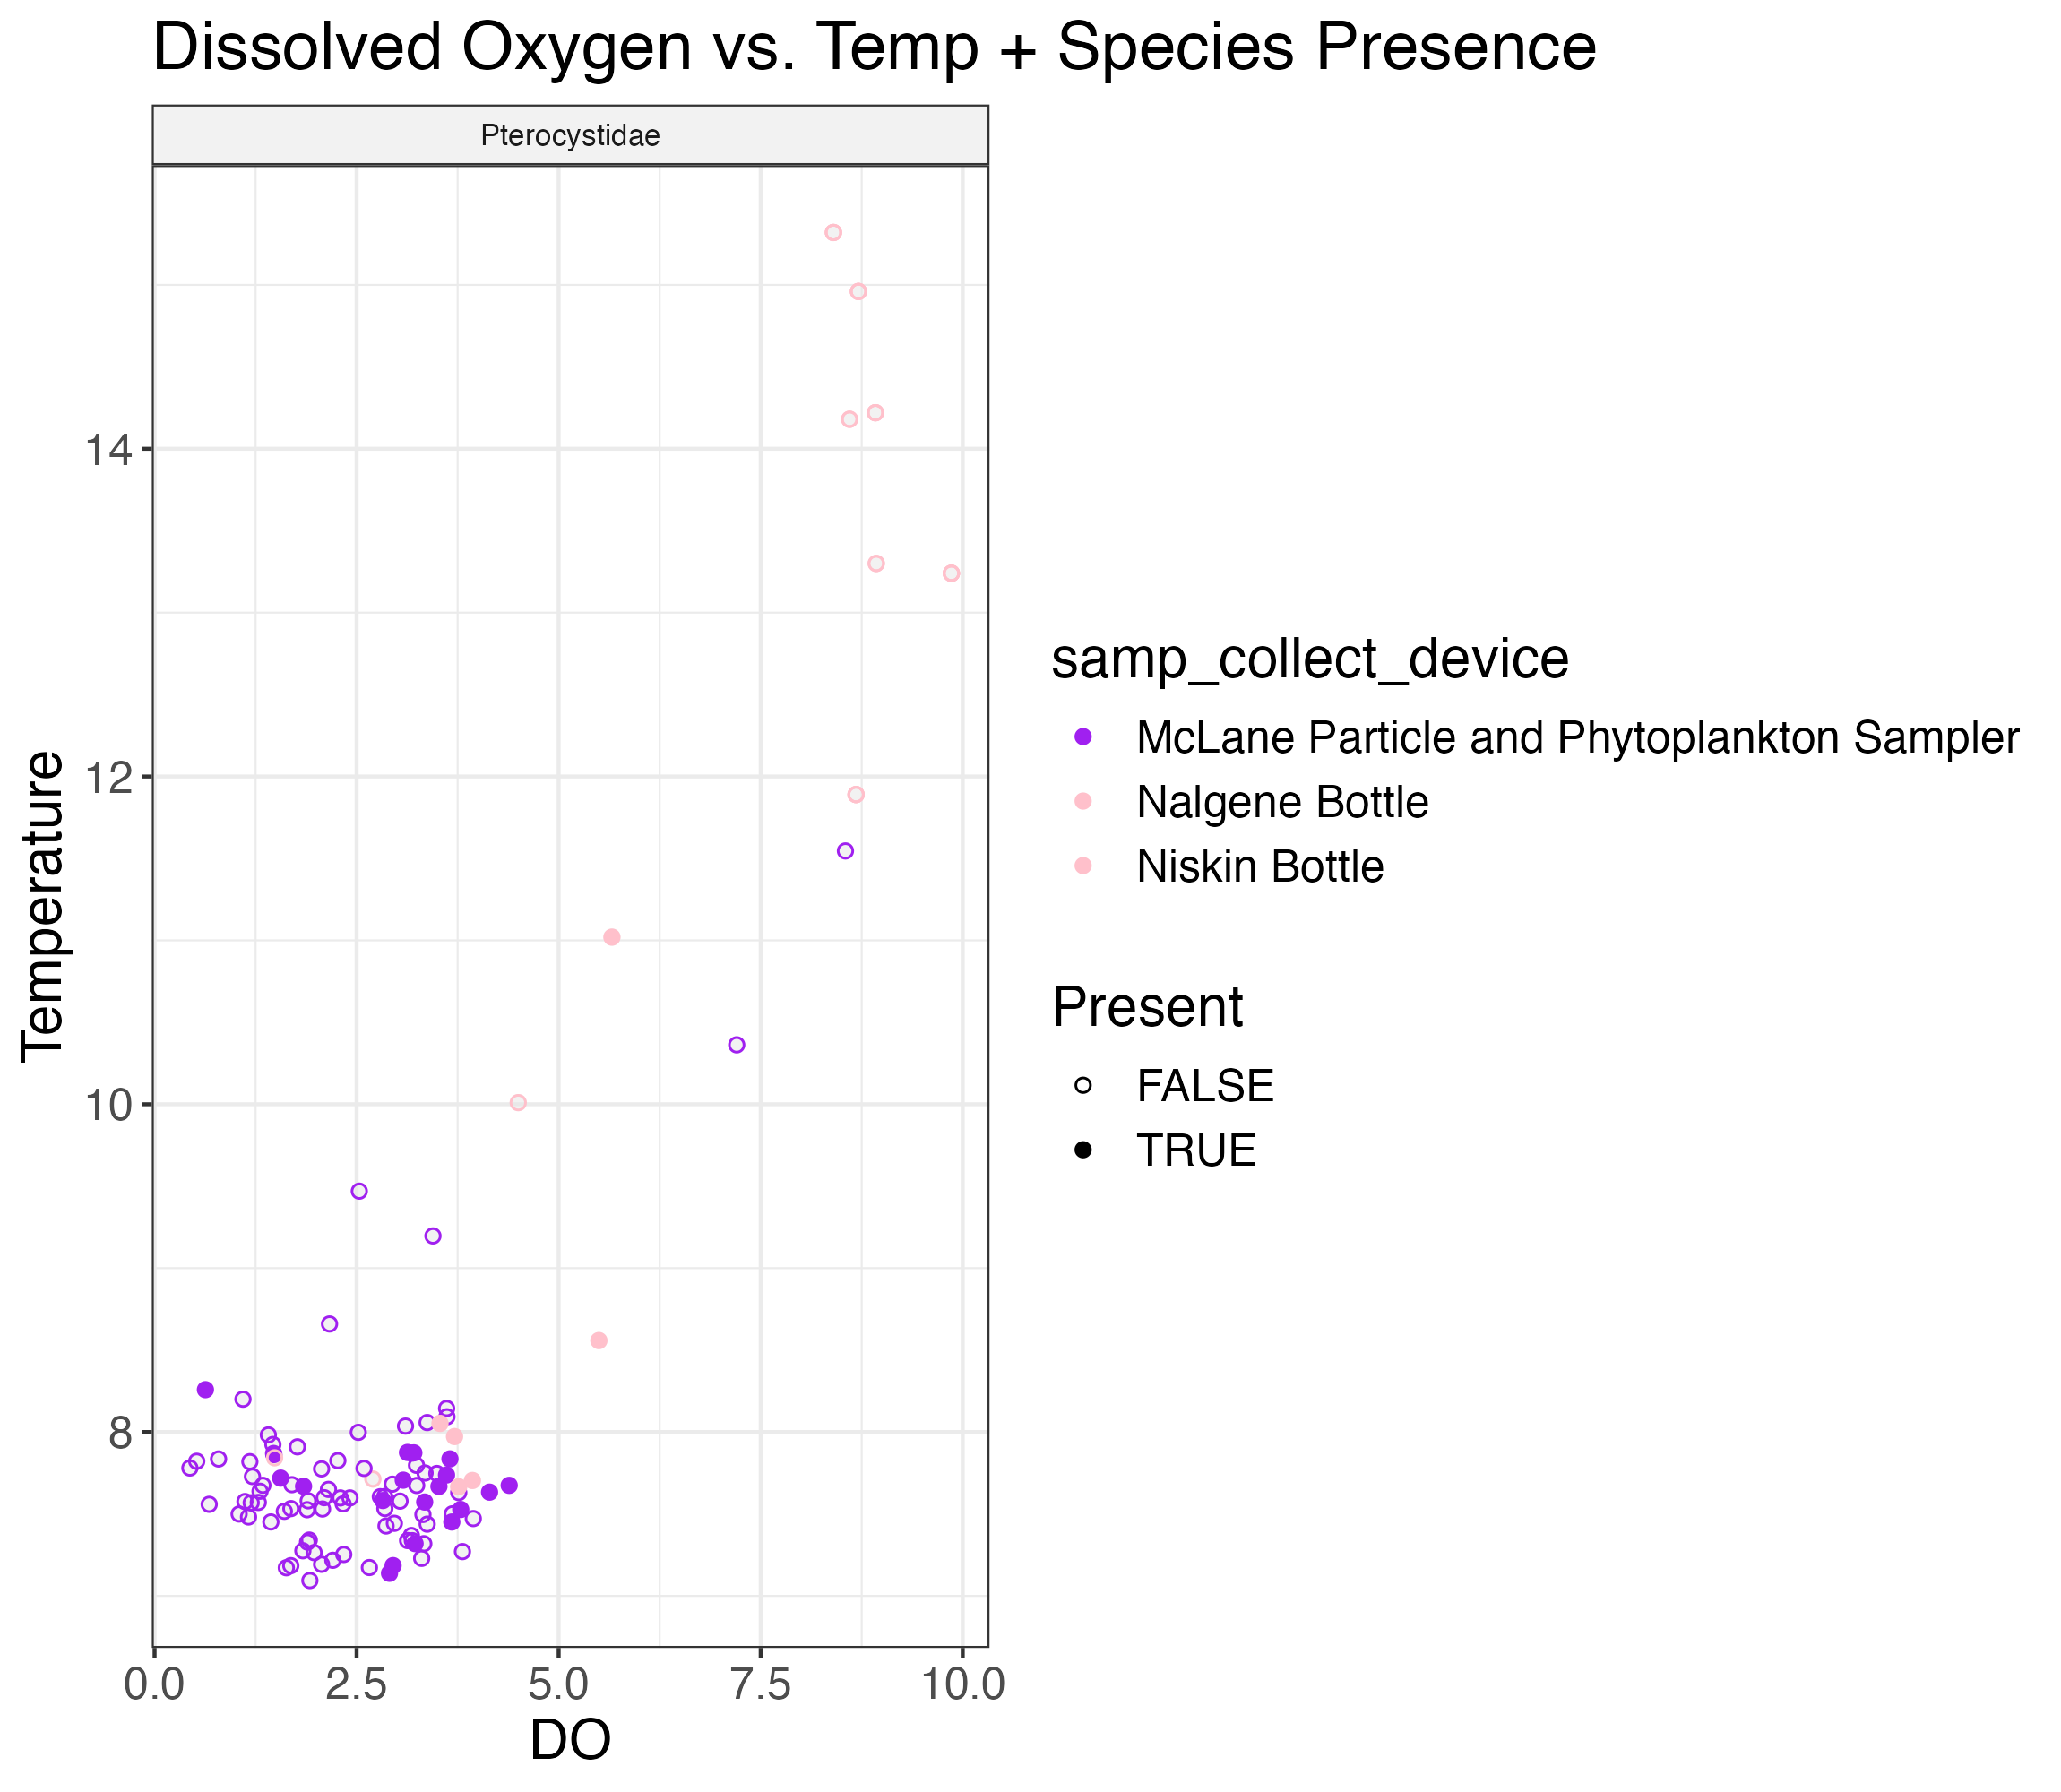 Dissolved Oxygen vs. Temp + Species Presence
Pterocystidae
14
12
10
8
Temperature
0.0 2.5 5.0 7.5 10.0
DO
samp_collect_device
McLane Particle and Phytoplankton Sampler
Nalgene Bottle
Niskin Bottle
Present
FALSE
TRUE